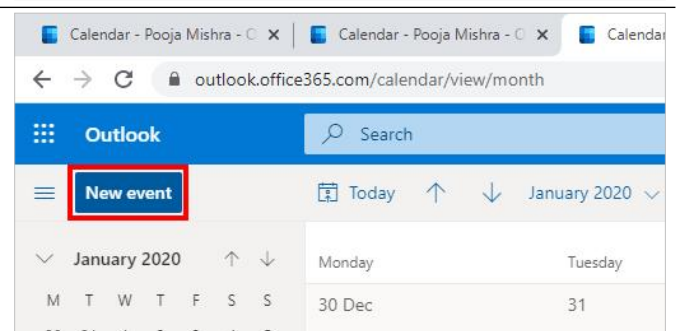 Calendar - Pooja Mishra - O
Calendar - Pooja Mishra - O
Calendar
outlook.office365.com/calendar/view/month
Outlook
Search
New event
Today
January 2020
January 2020
Monday
Tuesday
M T W T F S S
30 Dec
31